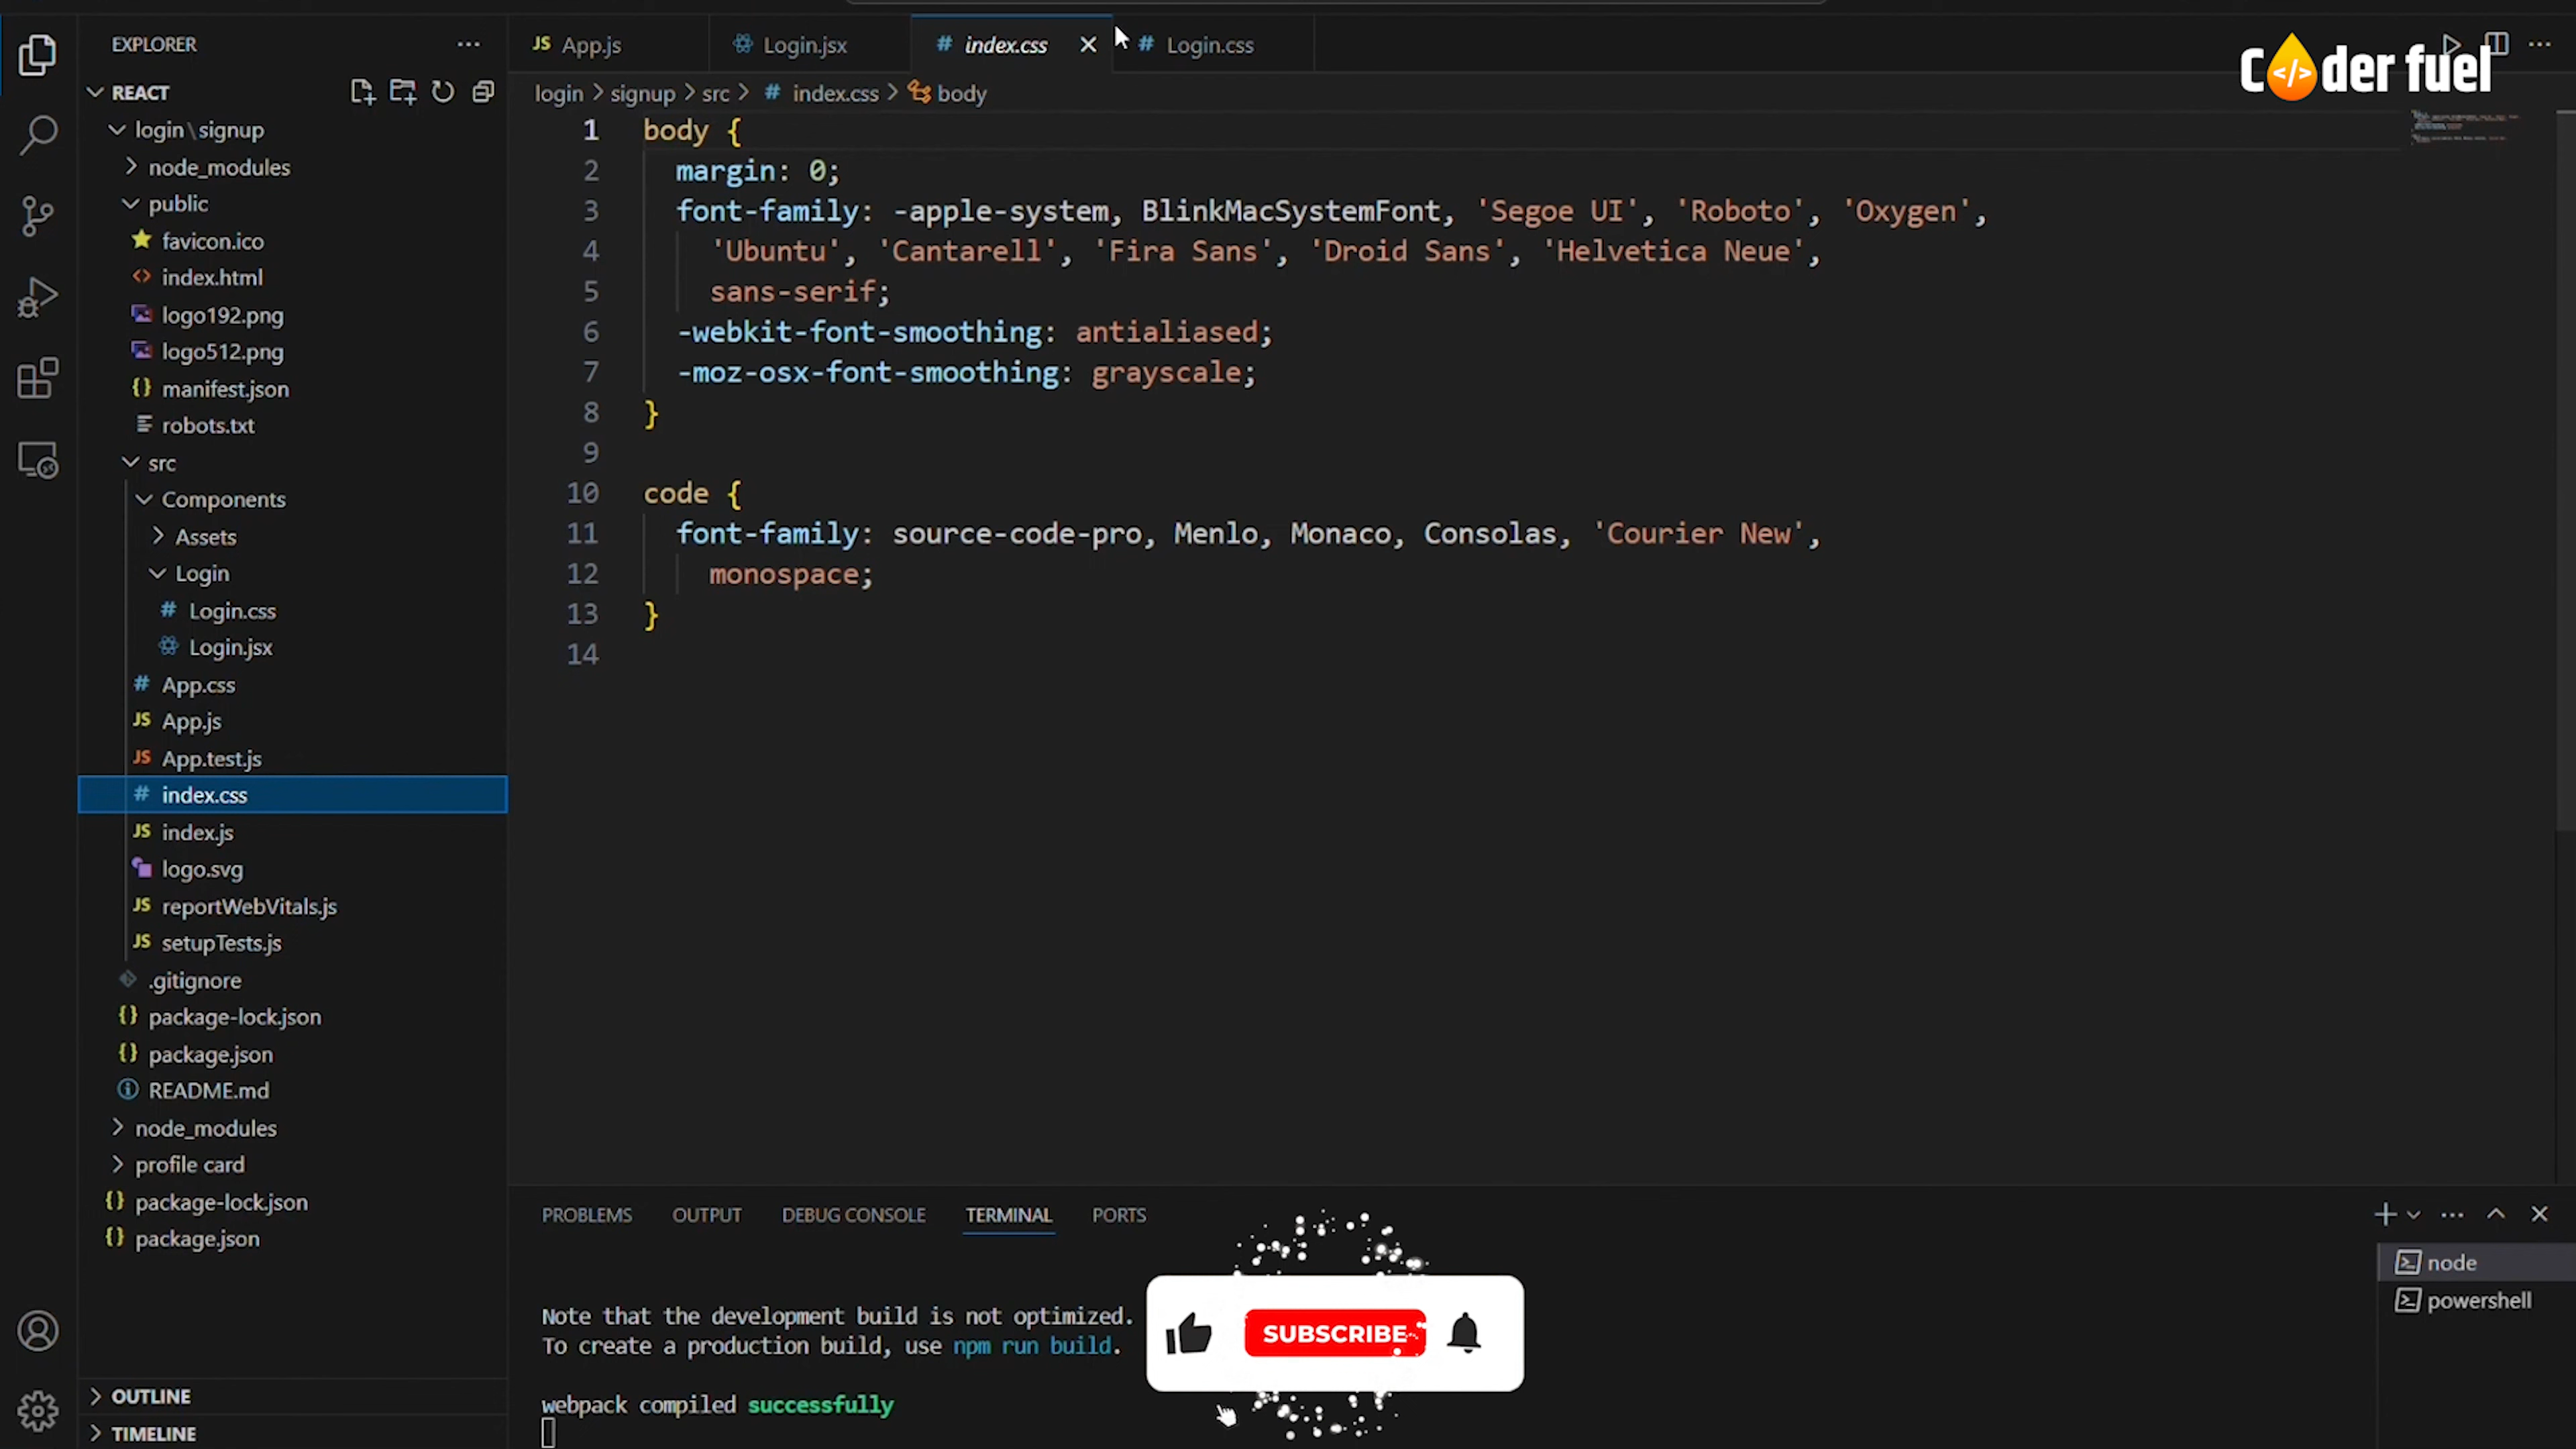 EXPLORER
REACT
login\signup
node_modules
public
favicon.ico
index.html
logo192.png
logo512.png
manifest.json
robots.txt
src
Components
Assets
Login
Login.css
Login.jsx
App.css
App.js
App.test.js
index.css
index.js
logo.svg
reportWebVitals.js
setupTests.js
.gitignore
package-lock.json
package.json
README.md
node_modules
profile card
package-lock.json
package.json
OUTLINE
TIMELINE
App.js
Login.jsx
index.css
Login.css
C</>der fuel
login > signup > src > # index.css > body
1 body {
2 margin: 0;
3 font-family: -apple-system, BlinkMacSystemFont, 'Segoe UI', 'Roboto', 'Oxygen',
4 'Ubuntu', 'Cantarell', 'Fira Sans', 'Droid Sans', 'Helvetica Neue',
5 sans-serif;
6 -webkit-font-smoothing: antialiased;
7 -moz-osx-font-smoothing: grayscale;
8 }
9
10 code {
11 font-family: source-code-pro, Menlo, Monaco, Consolas, 'Courier New',
12 monospace;
13 }
14
PROBLEMS OUTPUT DEBUG CONSOLE TERMINAL PORTS
Note that the development build is not optimized.
To create a production build, use npm run build.
webpack compiled successfully
SUBSCRIBE
node
powershell